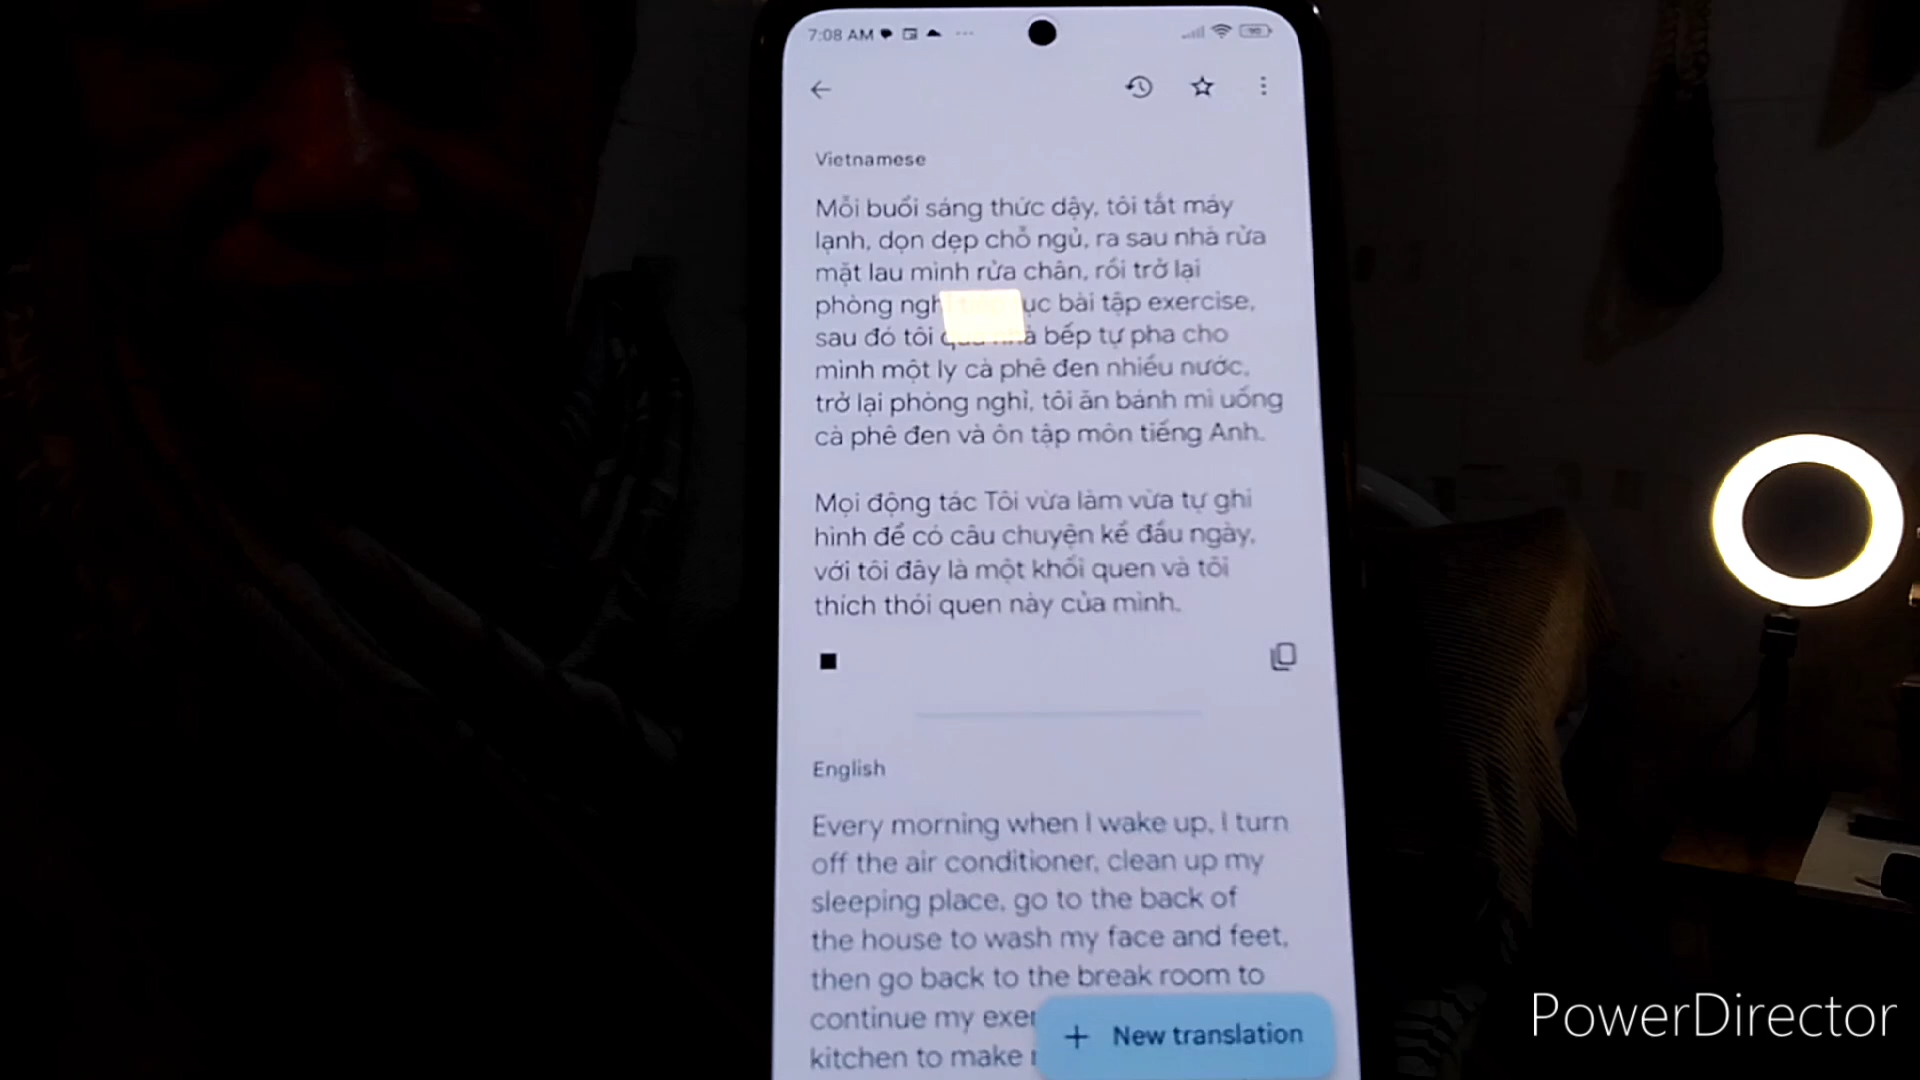 7:08 AM
Vietnamese
Mỗi buổi sáng thức dậy, tôi tắt máy
lạnh, dọn dẹp chỗ ngủ, ra sau nhà rửa
mặt lau mình rửa chân, rồi trở lại
phòng bài tập exercise,
sau đó tôi bếp tự pha cho
mình một ly cà phê đen nhiều nước,
trở lại phòng nghỉ, tôi ăn bánh mì uống
cà phê đen và ôn tập môn tiếng Anh.
Mọi động tác Tôi vừa làm vừa tự ghi
hình để có câu chuyện kể đầu ngày,
với tôi đây là một khối quen và tôi
thích thói quen này của mình.
English
Every morning when I wake up, I turn
off the air conditioner, clean up my
sleeping place, go to the back of
the house to wash my face and feet,
then go back to the break room to
continue my
kitchen to make
+ New translation
PowerDirector